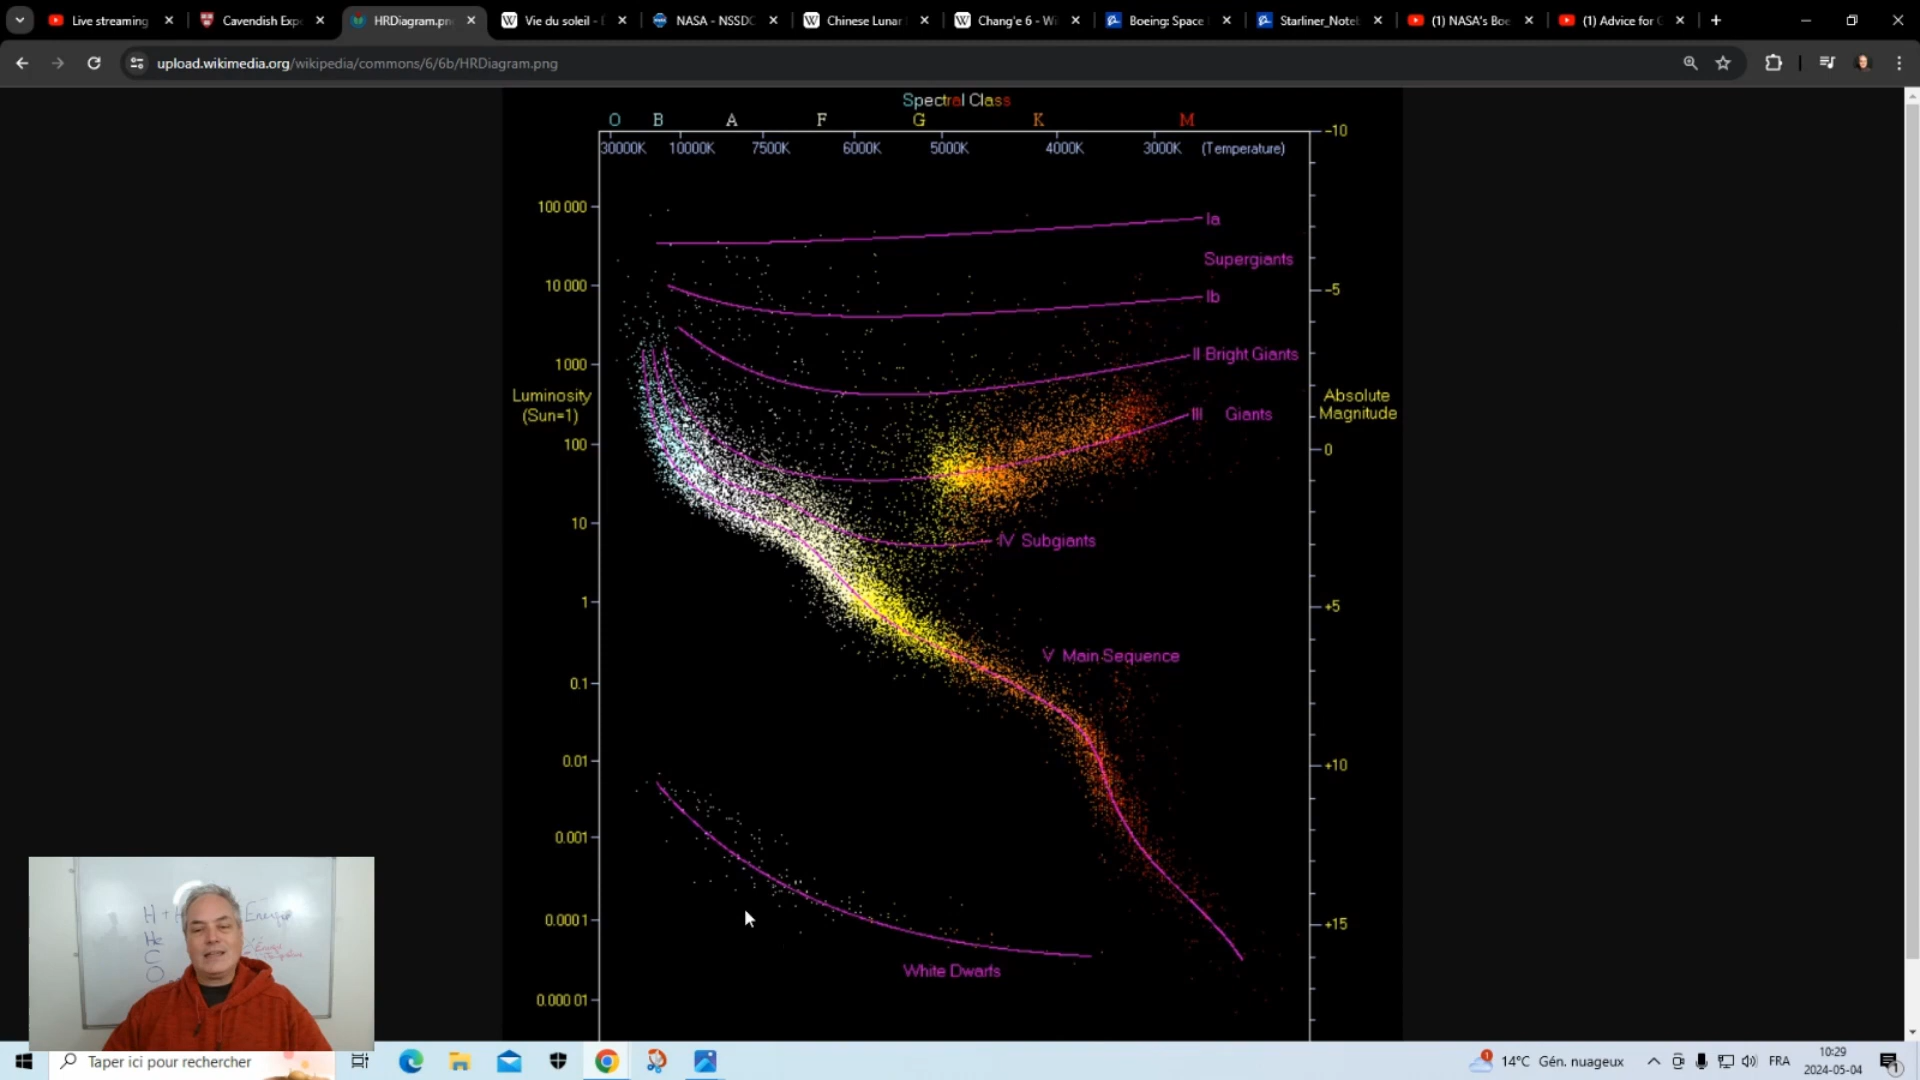 Live streaming
Cavendish Exp
HRDiagram.pn
Vie du soleil -
NASA - NSSDC
Chinese Lunar
Chang'e 6 - Wi
Boeing: Space
Starliner_Note
(1) NASA's Boe
(1) Advice for
upload.wikimedia.org/wikipedia/commons/6/6b/HRDiagram.png
Spectral Class
O B A F G K M
30000K 10000K 7500K 6000K 5000K 4000K 3000K (Temperature)
-10
100 000
Ia
Supergiants
10 000
-5
Ib
1000
II Bright Giants
Luminosity
(Sun=1)
Absolute
Magnitude
III Giants
100
0
10
IV Subgiants
1
+5
V Main Sequence
0.1
0.01
+10
0.001
0.0001
+15
White Dwarfs
0.000 01
H +
Energie
He
C
O
Taper ici pour rechercher
1
14°C Gén. nuageux
FRA
10:29
2024-05-04
1